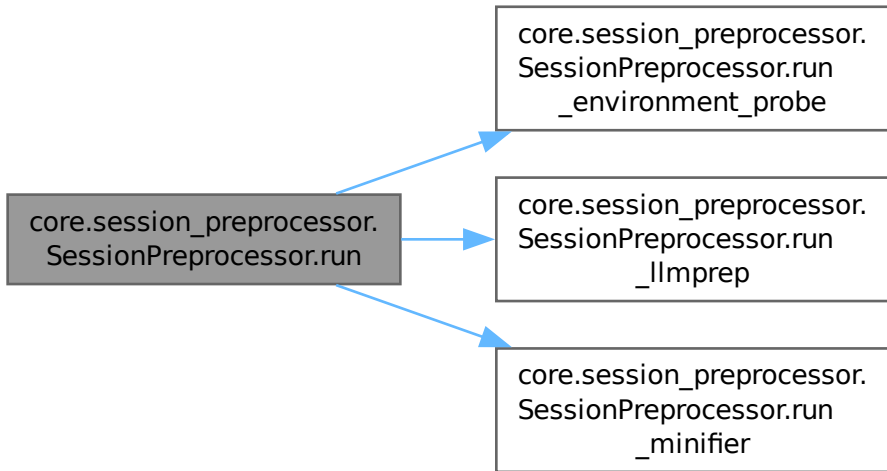 core.session_preprocessor.
SessionPreprocessor.run
_environment_probe
core.session_preprocessor.
SessionPreprocessor.run
core.session_preprocessor.
SessionPreprocessor.run
_llmprep
core.session_preprocessor.
SessionPreprocessor.run
_minifier